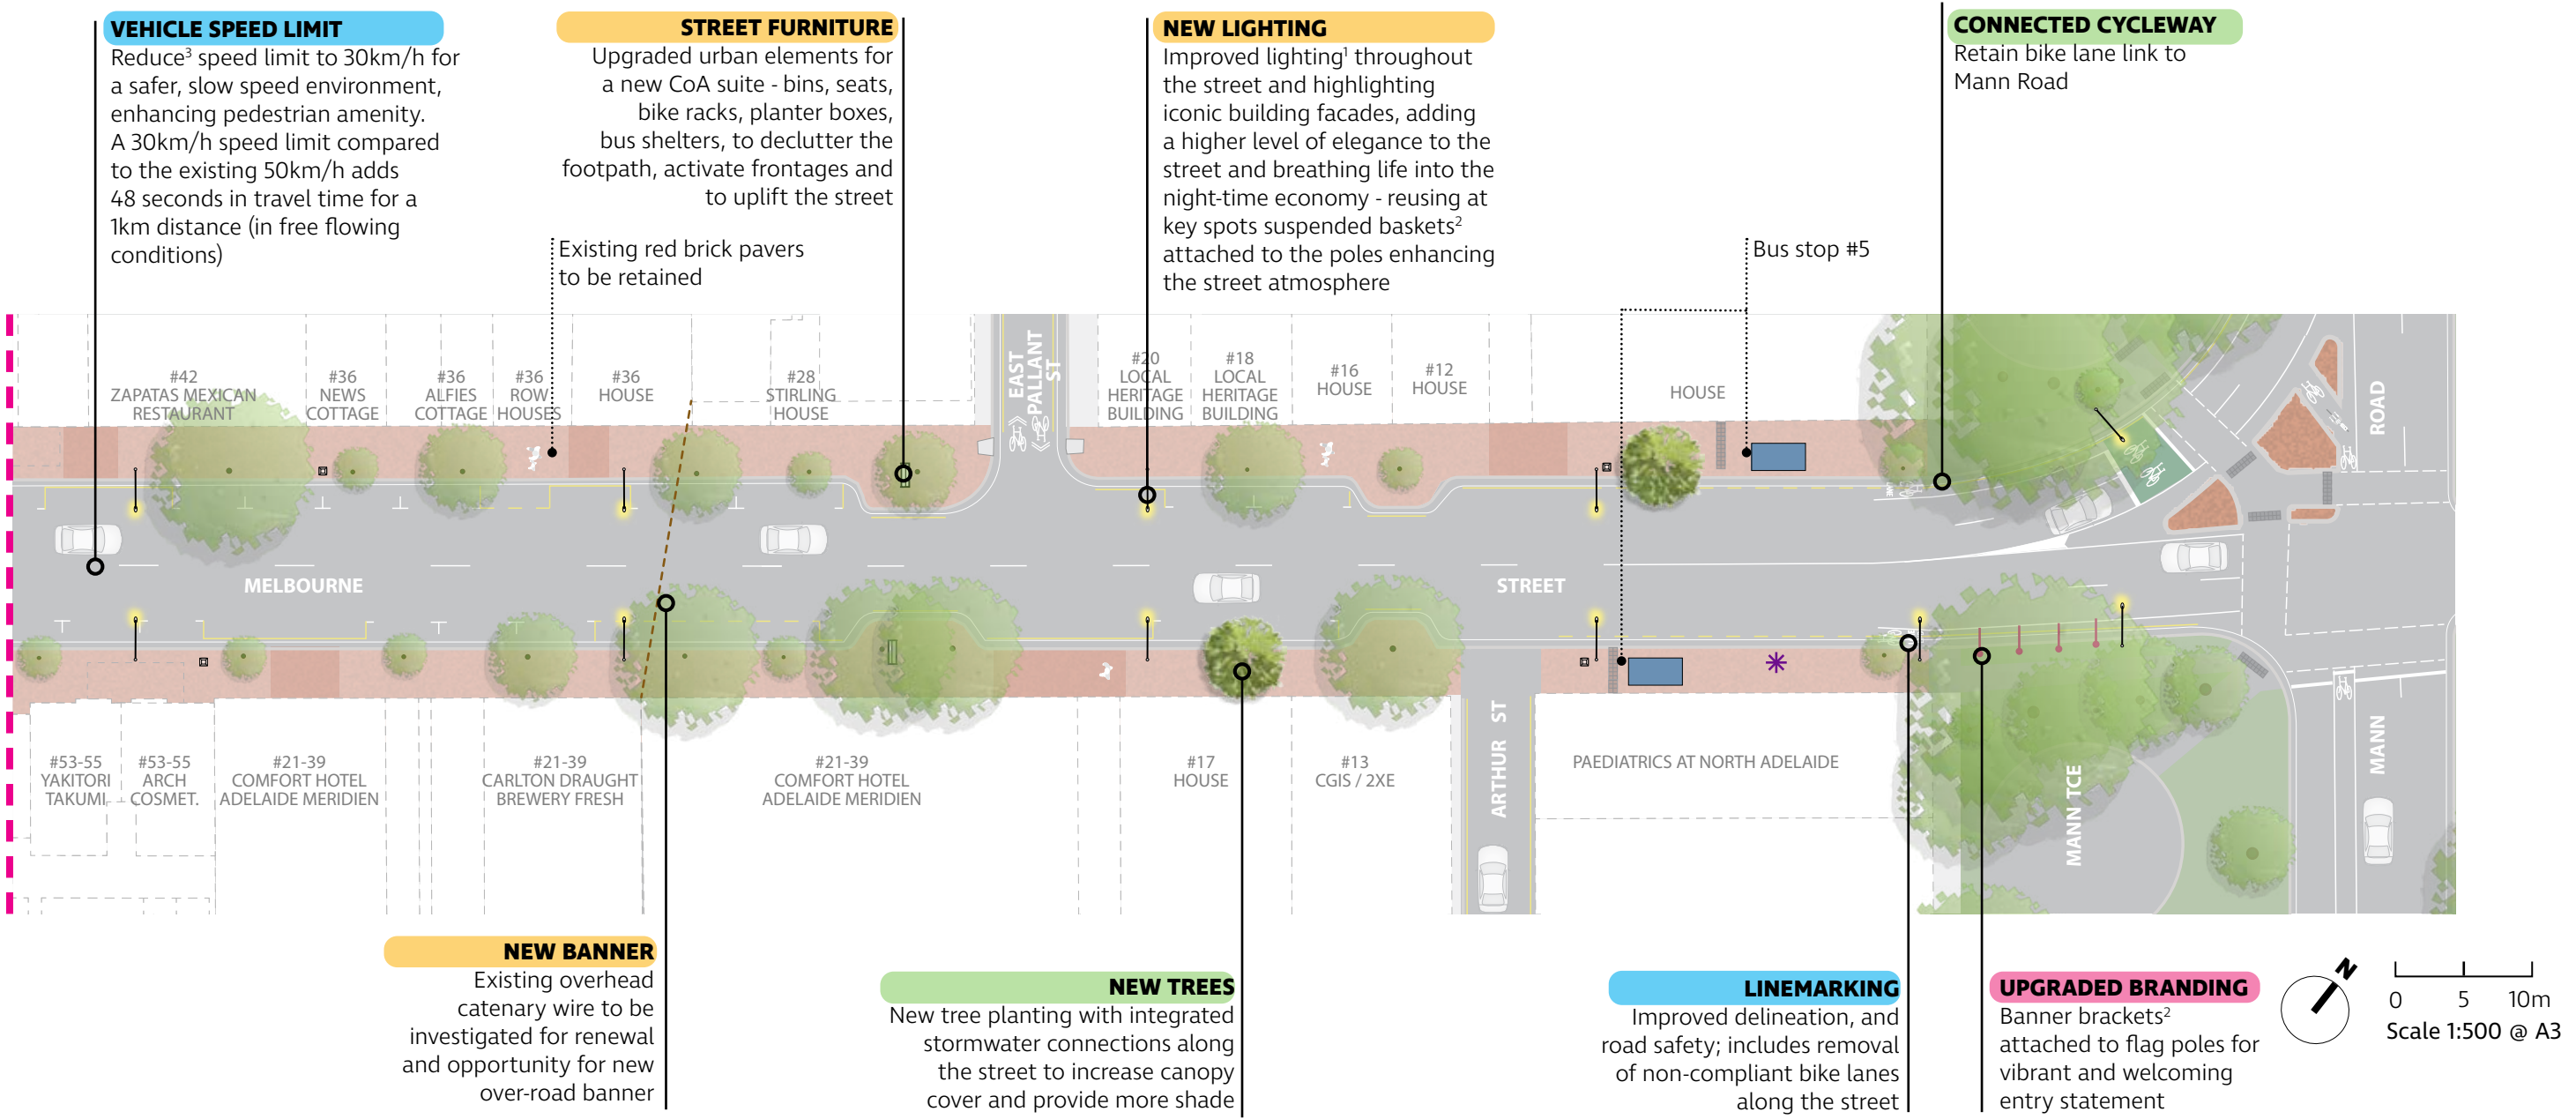 VEHICLE SPEED LIMIT
Reduce³ speed limit to 30km/h for
a safer, slow speed environment,
enhancing pedestrian amenity.
A 30km/h speed limit compared
to the existing 50km/h adds
48 seconds in travel time for a
1km distance (in free flowing
conditions)
STREET FURNITURE
Upgraded urban elements for
a new CoA suite - bins, seats,
bike racks, planter boxes,
bus shelters, to declutter the
footpath, activate frontages and
to uplift the street
Existing red brick pavers
to be retained
NEW LIGHTING
Improved lighting¹ throughout
the street and highlighting
iconic building facades, adding
a higher level of elegance to the
street and breathing life into the
night-time economy - reusing at
key spots suspended baskets²
attached to the poles enhancing
the street atmosphere
Bus stop #5
CONNECTED CYCLEWAY
Retain bike lane link to
Mann Road
#42
ZAPATAS MEXICAN
RESTAURANT
#36
NEWS
COTTAGE
#36
ALFIES
COTTAGE
#36
ROW
HOUSES
#36
HOUSE
#28
STIRLING
HOUSE
EAST
PALLANT
ST
#20
LOCAL
HERITAGE
BUILDING
#18
LOCAL
HERITAGE
BUILDING
#16
HOUSE
#12
HOUSE
HOUSE
ROAD
LANE
MELBOURNE
STREET
#53-55
YAKITORI
TAKUMI
#53-55
ARCH
COSMET.
#21-39
COMFORT HOTEL
ADELAIDE MERIDIEN
#21-39
CARLTON DRAUGHT
BREWERY FRESH
#21-39
COMFORT HOTEL
ADELAIDE MERIDIEN
#17
HOUSE
#13
CGIS / 2XE
ARTHUR ST
PAEDIATRICS AT NORTH ADELAIDE
MANN TCE
MANN
NEW BANNER
Existing overhead
catenary wire to be
investigated for renewal
and opportunity for new
over-road banner
NEW TREES
New tree planting with integrated
stormwater connections along
the street to increase canopy
cover and provide more shade
LINEMARKING
Improved delineation, and
road safety; includes removal
of non-compliant bike lanes
along the street
UPGRADED BRANDING
Banner brackets²
attached to flag poles for
vibrant and welcoming
entry statement
N
0 5 10m
Scale 1:500 @ A3